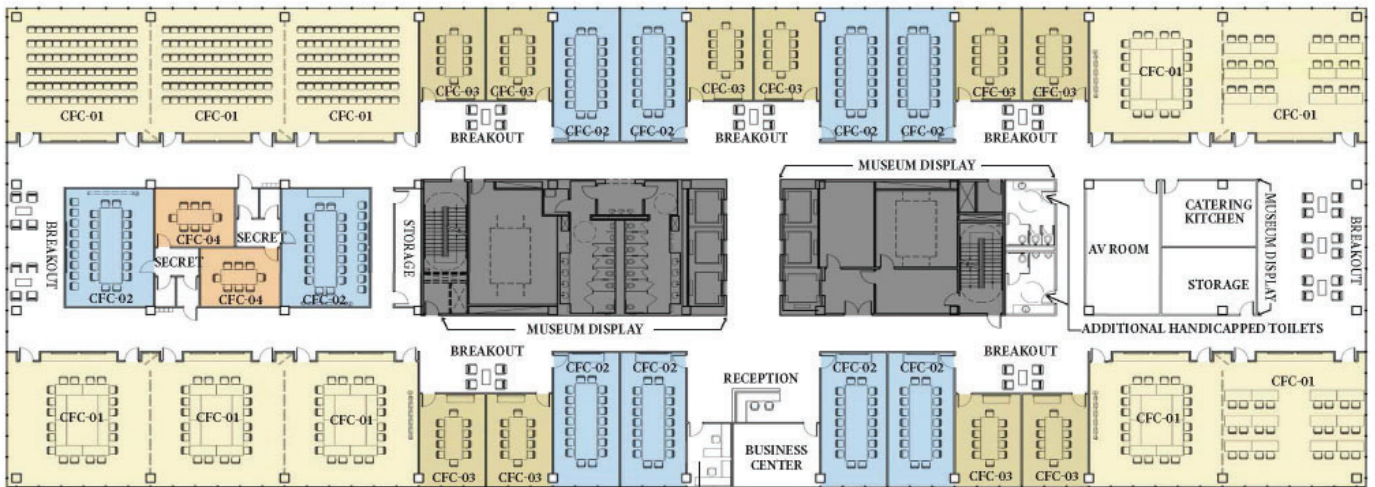 CFC-01
CFC-01
CFC-01
CFC-03
CFC-03
BREAKOUT
CFC-02
CFC-02
CFC-03
CFC-03
BREAKOUT
CFC-02
CFC-02
CFC-03
CFC-03
BREAKOUT
CFC-01
CFC-01
BREAKOUT
CFC-02
CFC-04
SECRET
SECRET
CFC-04
CFC-02
STORAGE
MUSEUM DISPLAY
MUSEUM DISPLAY
AV ROOM
CATERING
KITCHEN
STORAGE
MUSEUM DISPLAY
BREAKOUT
ADDITIONAL HANDICAPPED TOILETS
CFC-01
CFC-01
CFC-01
BREAKOUT
CFC-03
CFC-03
CFC-02
CFC-02
RECEPTION
BUSINESS
CENTER
CFC-02
CFC-02
BREAKOUT
CFC-03
CFC-03
CFC-01
CFC-01